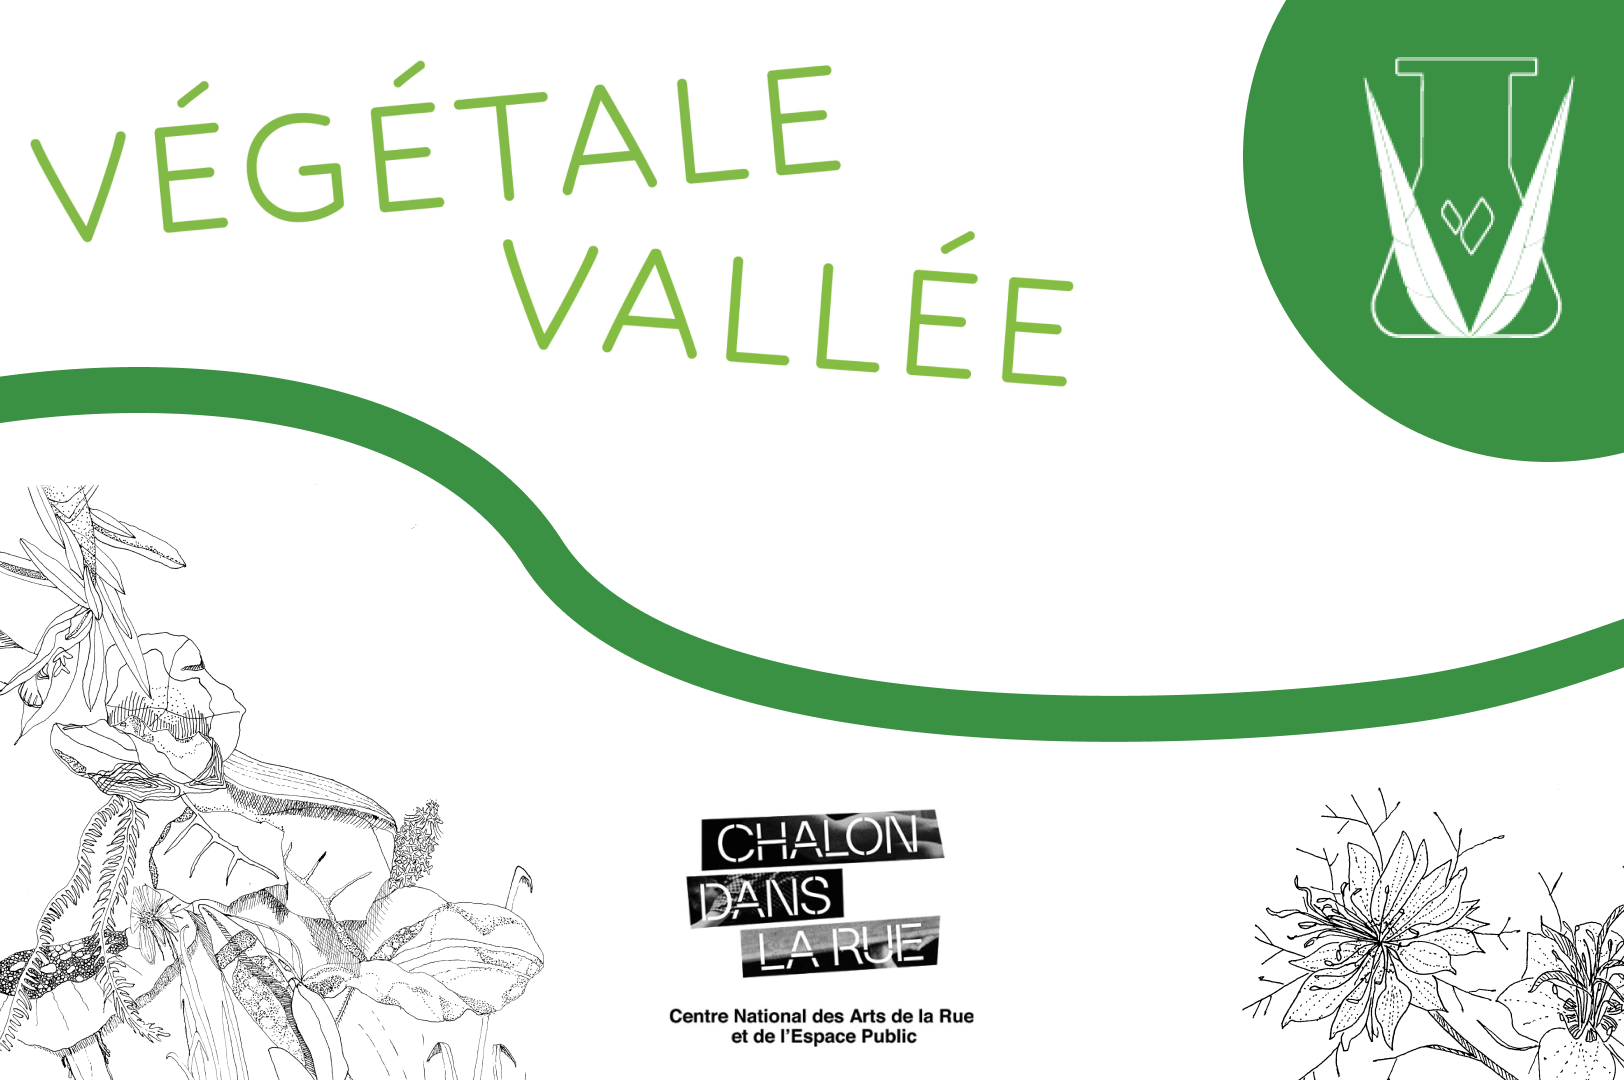 VÉGÉTALE
VALLÉE
CHALON
DANS
LA RUE
Centre National des Arts de la Rue
et de l'Espace Public